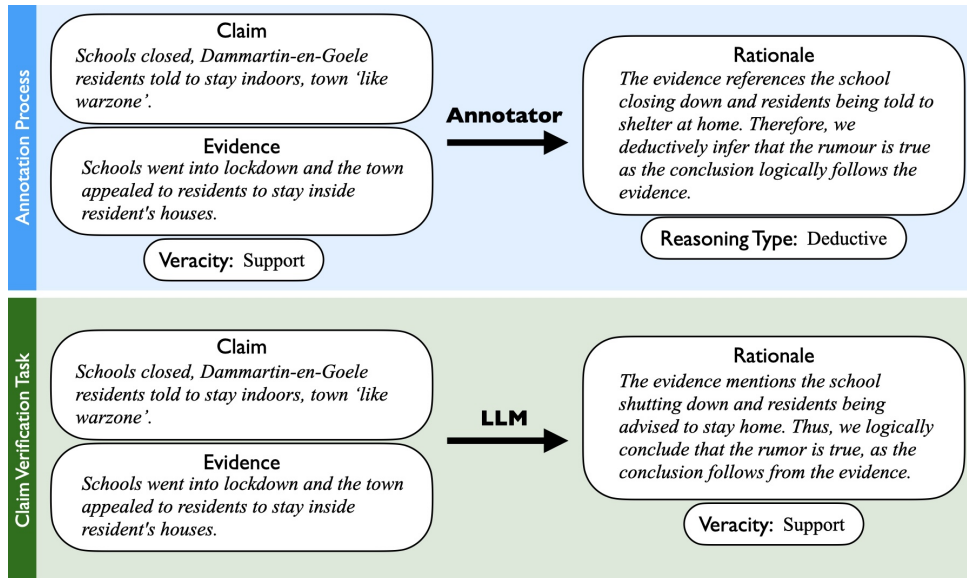 Annotation Process
Claim
Schools closed, Dammartin-en-Goele
residents told to stay indoors, town ‘like
warzone’.
Evidence
Schools went into lockdown and the town
appealed to residents to stay inside
resident's houses.
Veracity: Support
Annotator
Rationale
The evidence references the school
closing down and residents being told to
shelter at home. Therefore, we
deductively infer that the rumour is true
as the conclusion logically follows the
evidence.
Reasoning Type: Deductive
Claim Verification Task
Claim
Schools closed, Dammartin-en-Goele
residents told to stay indoors, town ‘like
warzone’.
Evidence
Schools went into lockdown and the town
appealed to residents to stay inside
resident's houses.
LLM
Rationale
The evidence mentions the school
shutting down and residents being
advised to stay home. Thus, we logically
conclude that the rumor is true, as the
conclusion follows from the evidence.
Veracity: Support